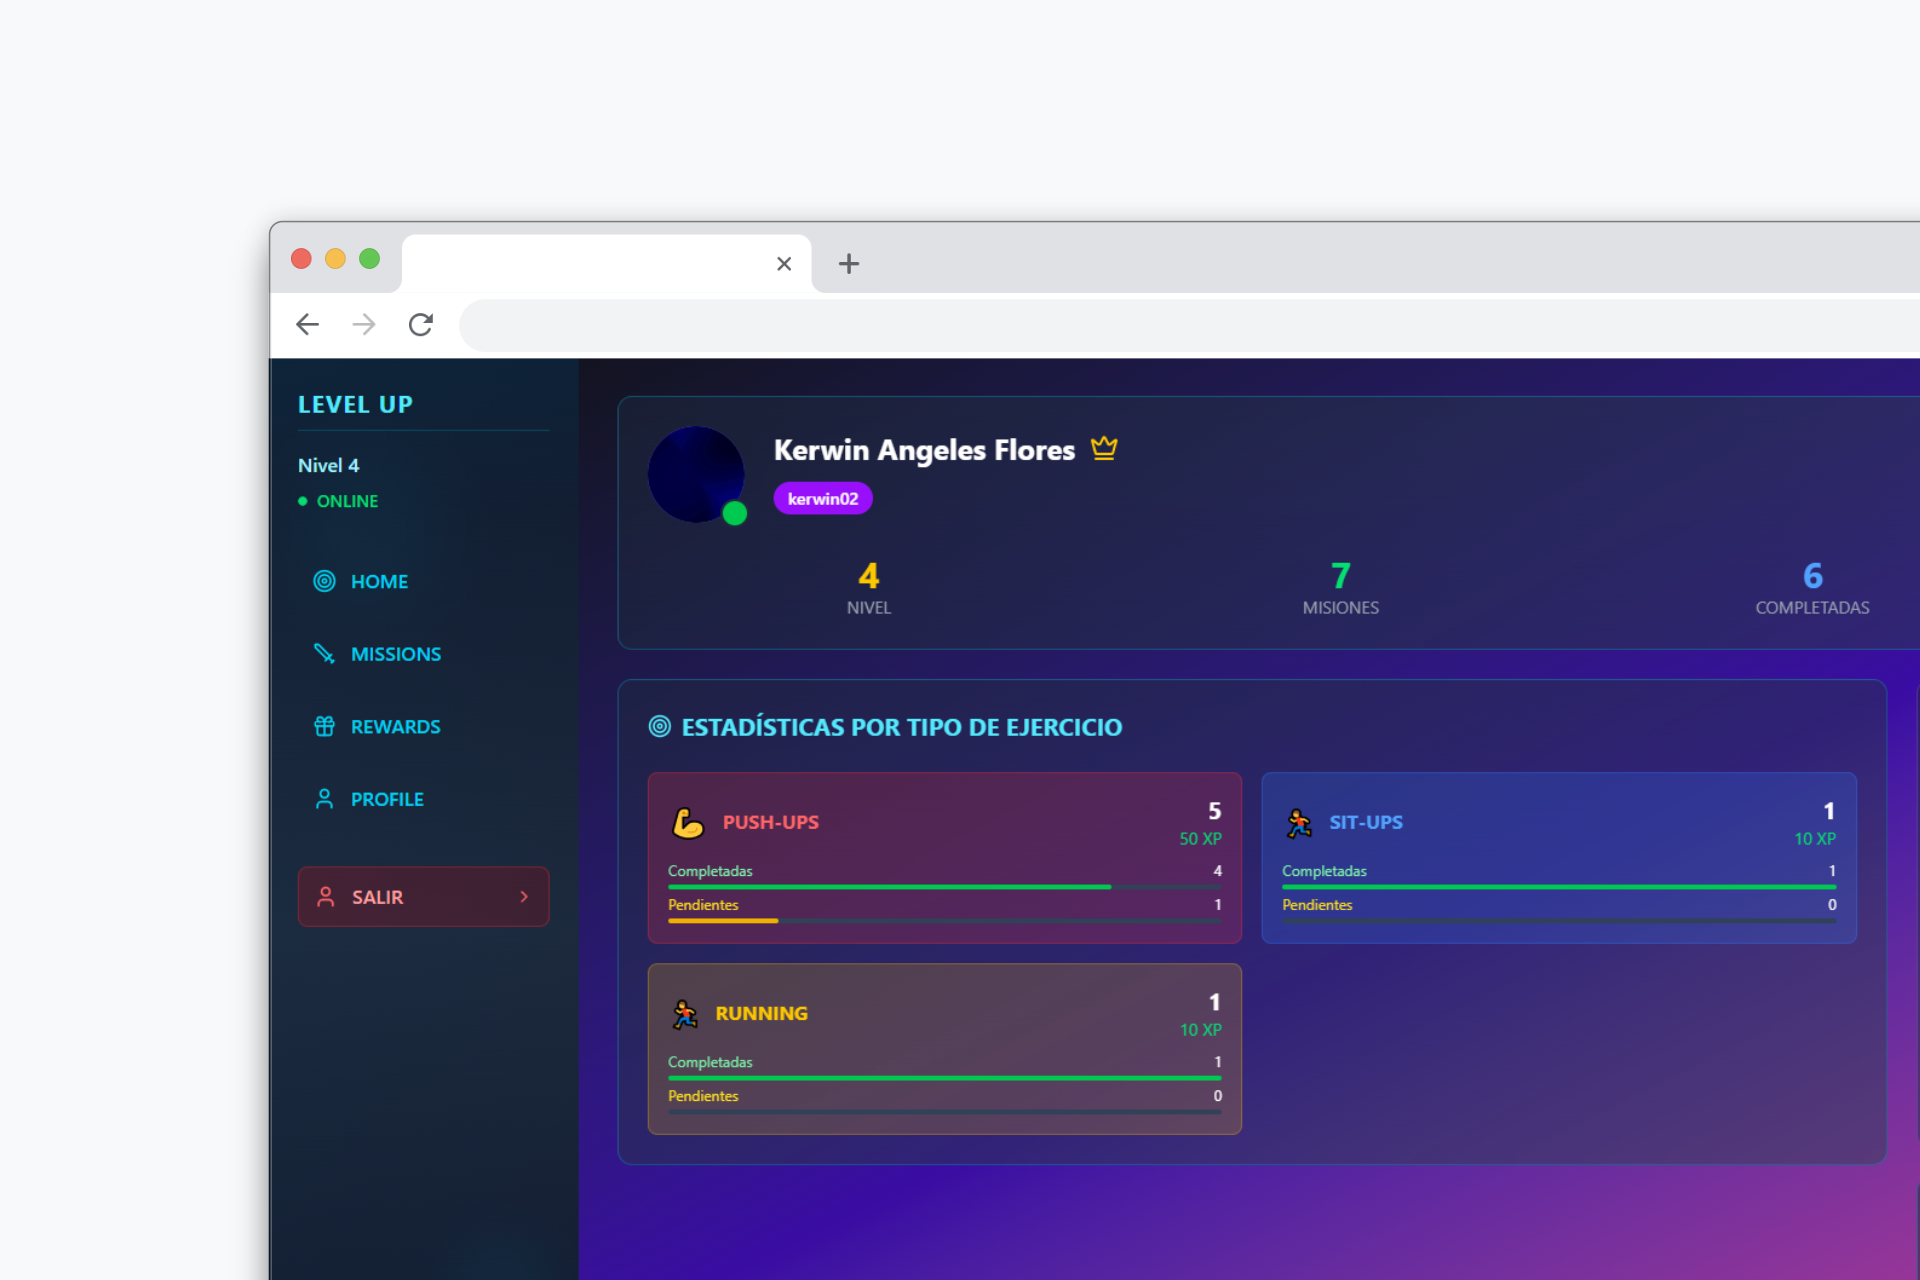 LEVEL UP
Nivel 4
ONLINE
HOME
MISSIONS
REWARDS
PROFILE
SALIR
Kerwin Angeles Flores
kerwin02
4
NIVEL
7
MISIONES
6
COMPLETADAS
ESTADÍSTICAS POR TIPO DE EJERCICIO
PUSH-UPS
5
50 XP
Completadas 4
Pendientes 1
SIT-UPS
1
10 XP
Completadas 1
Pendientes 0
RUNNING
1
10 XP
Completadas 1
Pendientes 0